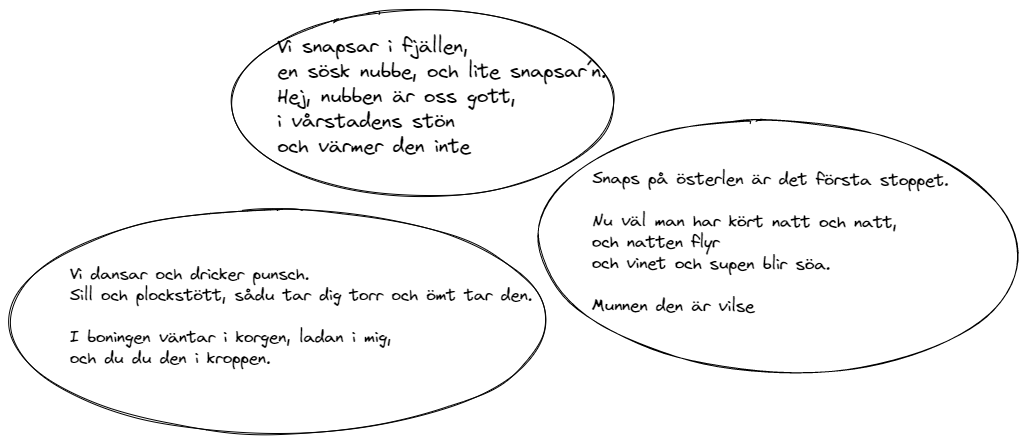 Vi snapsar i fjällen,
en sösk nubbe, och lite snapsar'n.
Hej, nubben är oss gott,
i vårstadens stön
och värmer den inte
Snaps på österlen är det första stoppet.
Nu väl man har kört natt och natt,
och natten flyr
och vinet och supen blir söa.
Munnen den är vilse
Vi dansar och dricker punsch.
Sill och plockstött, sådu tar dig torr och ömt tar den.
I boningen väntar i korgen, ladan i mig,
och du du den i kroppen.